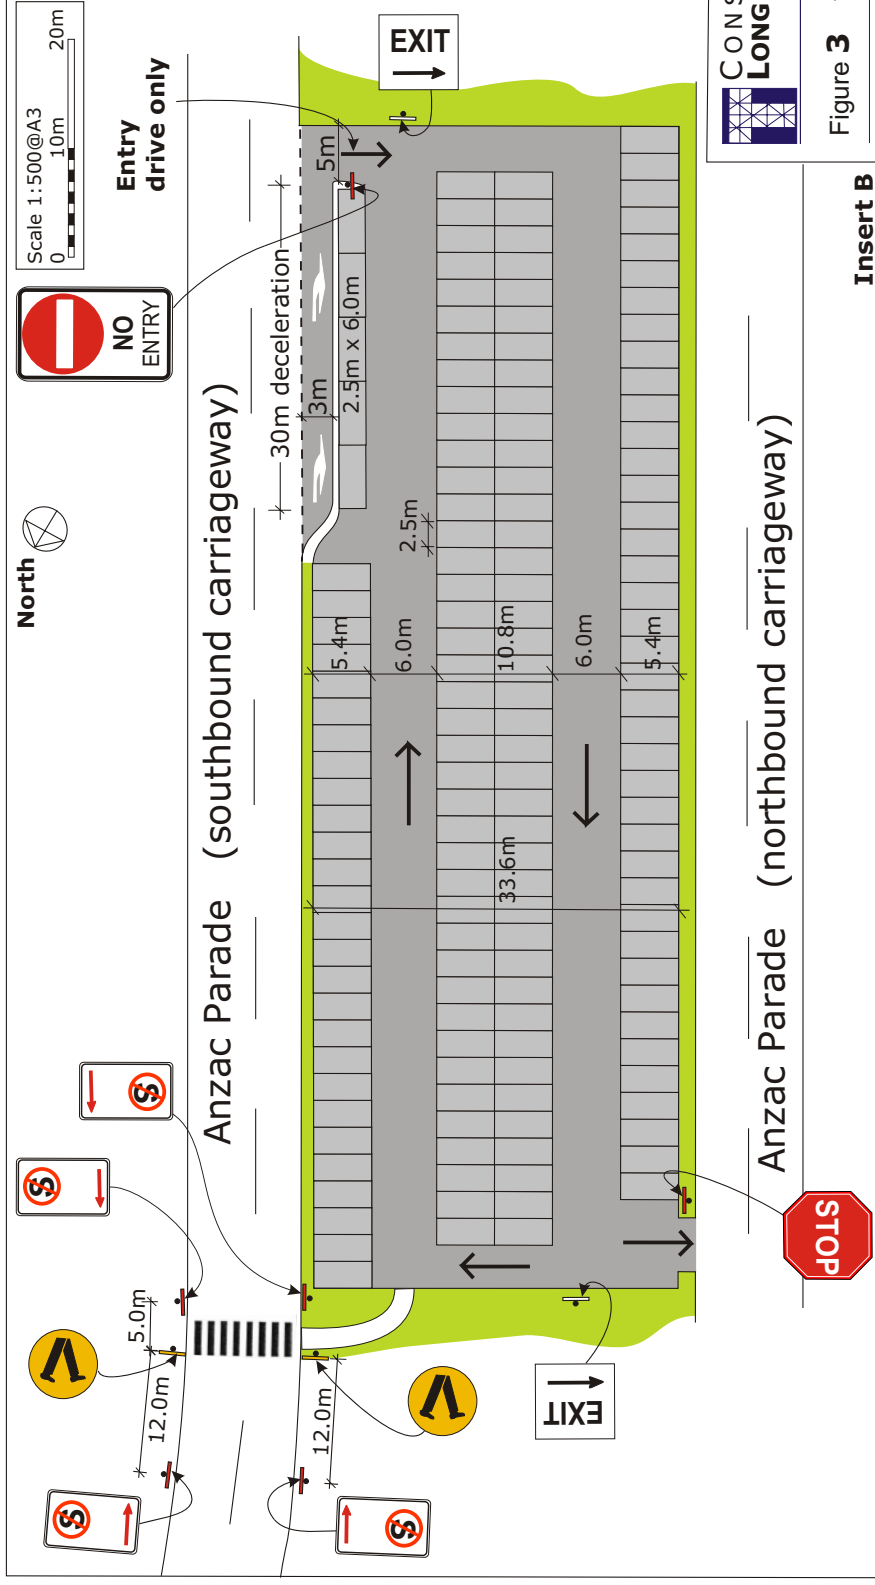 Scale 1:500@A3
0 10m 20m
North
NO
ENTRY
Entry
drive only
EXIT
Anzac Parade (southbound carriageway)
30m deceleration
5m
3m
2.5m x 6.0m
2.5m
5.4m
6.0m
10.8m
6.0m
5.4m
33.6m
S
S
S
S
5.0m
12.0m
12.0m
EXIT
STOP
Anzac Parade (northbound carriageway)
LONG
Figure 3
Insert B